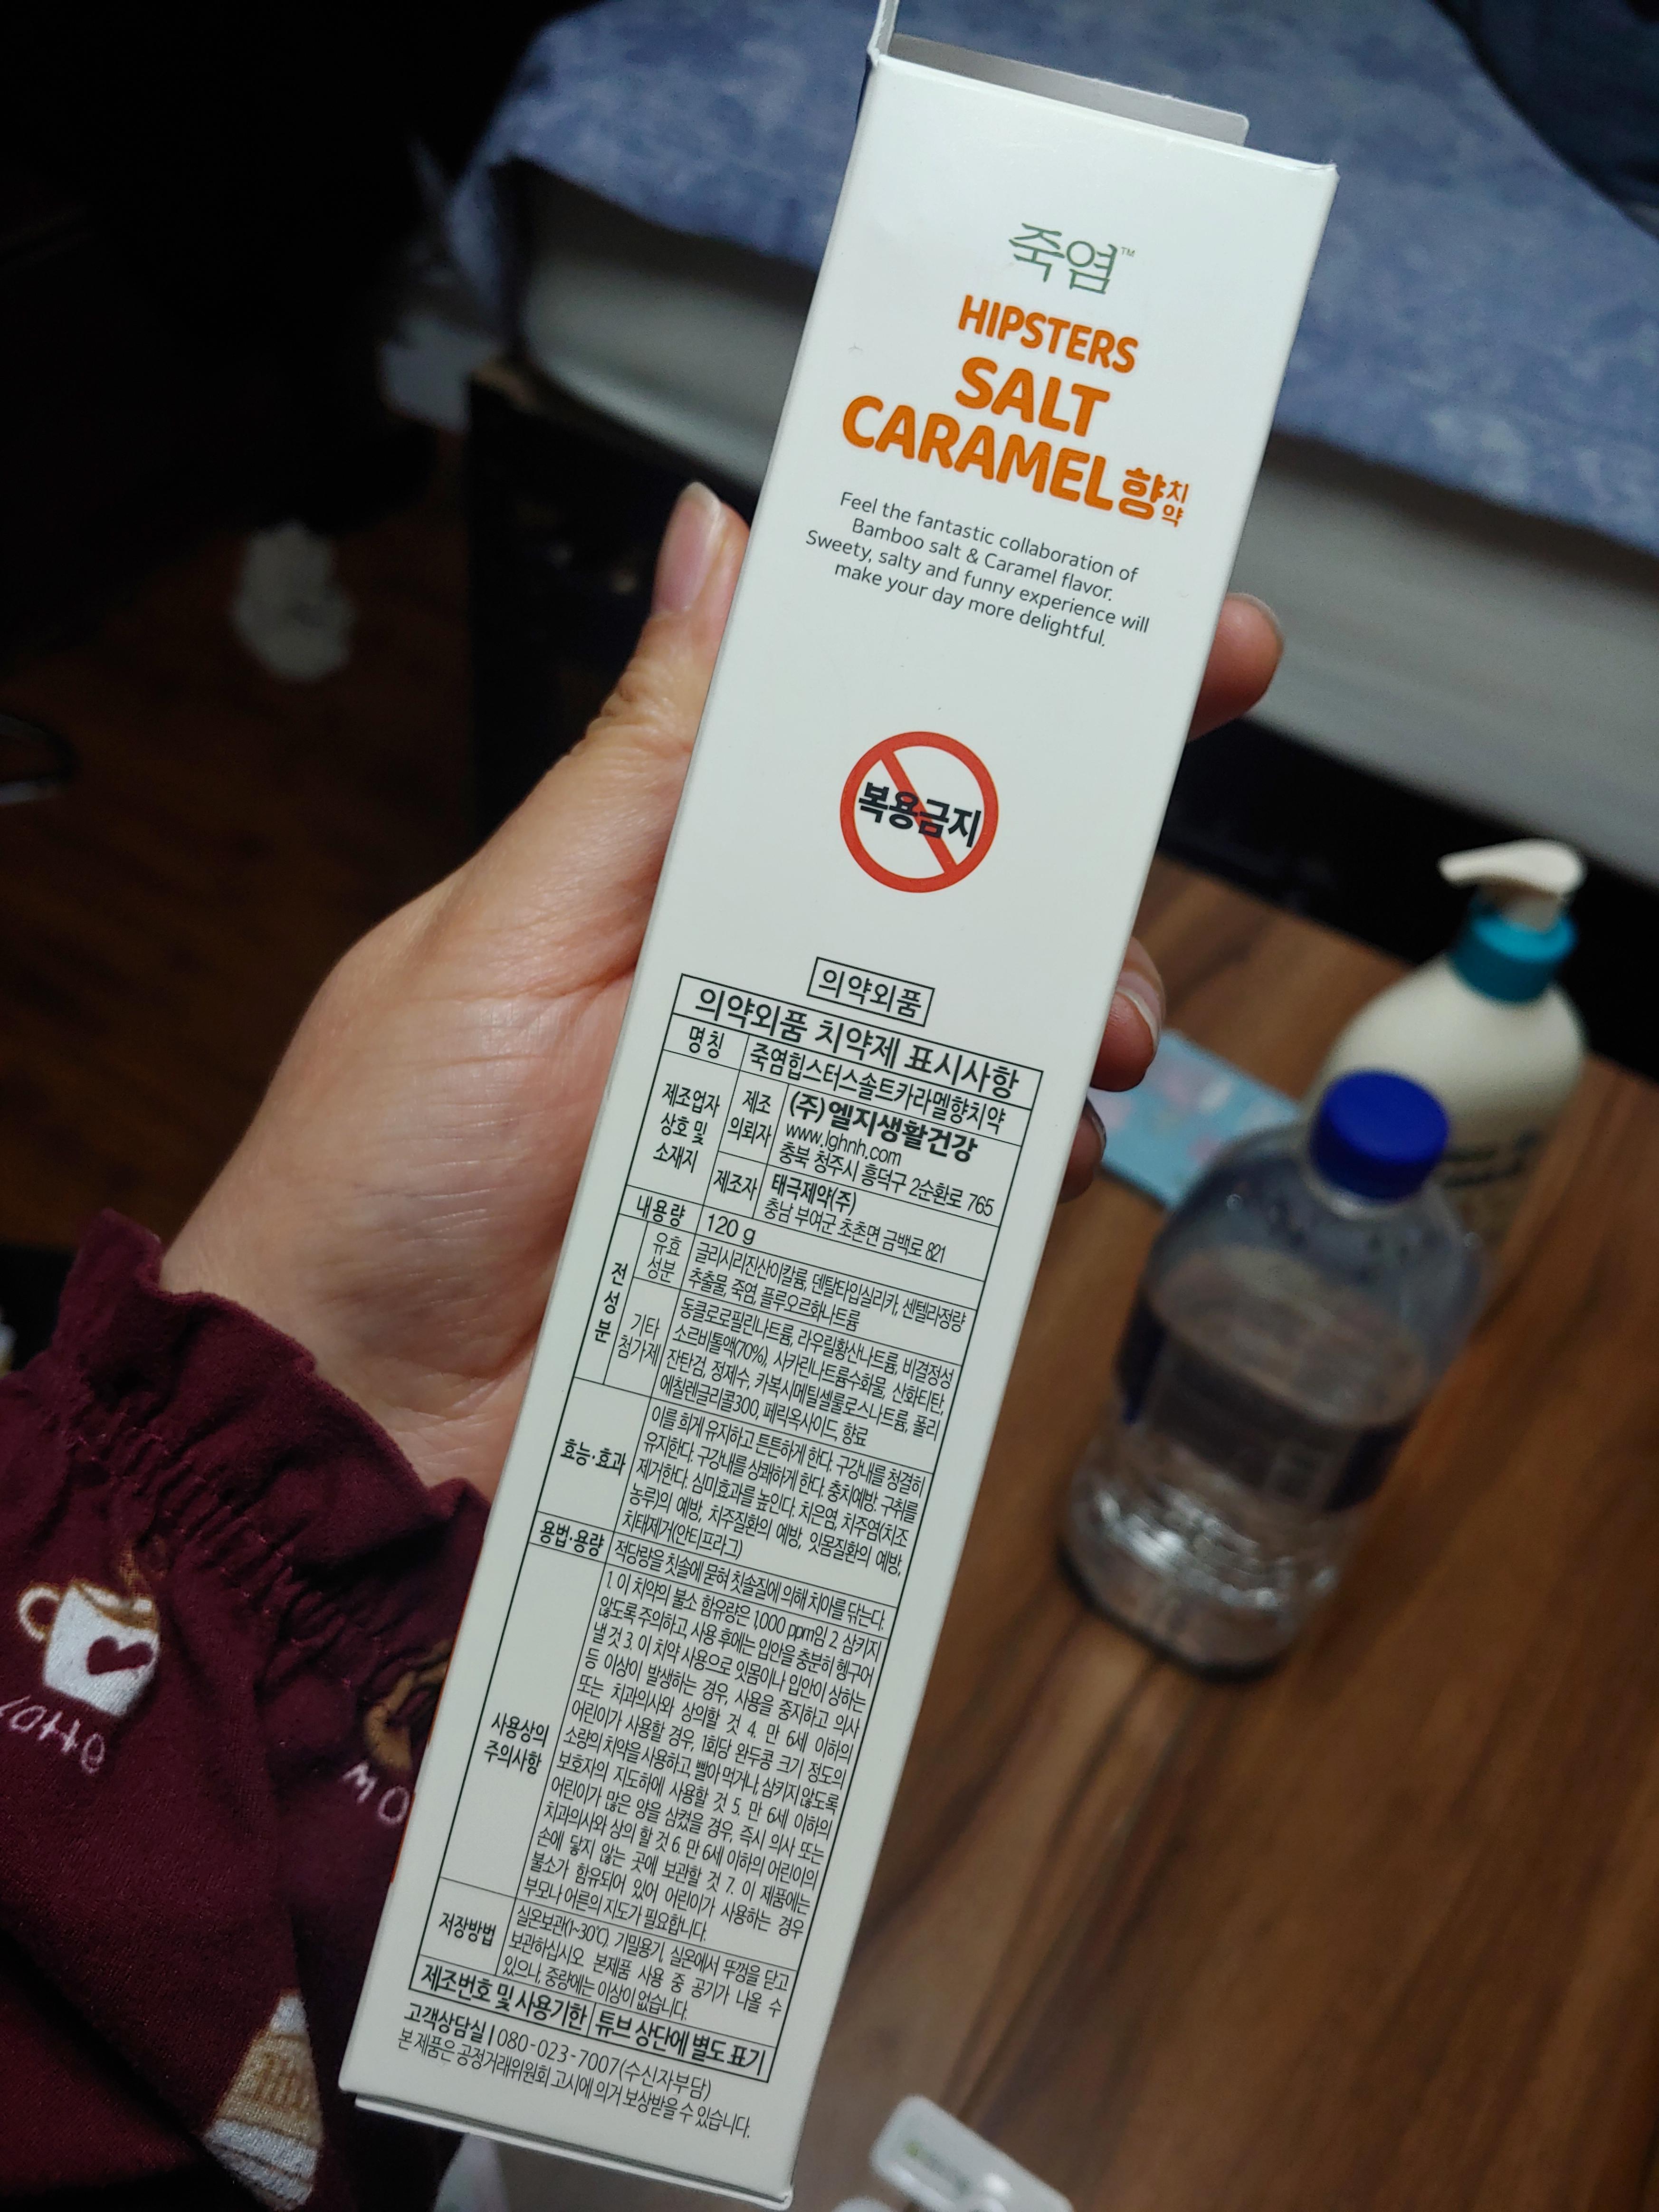 죽염™
HIPSTERS
SALT
CARAMEL향치약
Feel the fantastic collaboration of
Bamboo salt & Caramel flavor.
Sweety, salty and funny experience will
make your day more delightful.
복용금지
의약외품
의약외품 치약제 표시사항
명칭
죽염힙스터스솔트카라멜향치약
제조업자
상호 및
소재지
제조
의뢰자
(주)엘지생활건강
www.lghnh.com
충북 청주시 흥덕구 2순환로 765
제조자
태극제약(주)
충남 부여군 초촌면 금백로 821
내용량
120 g
전성분
유효
성분
글리시리진산이칼륨, 덴탈타입실리카, 센텔라정량
추출물, 죽염, 플루오르화나트륨
기타
첨가제
동클로로필린나트륨, 라우릴황산나트륨, 비결정성
소르비톨액(70%), 사카린나트륨수화물, 산화티탄,
잔탄검, 정제수, 카복시메틸셀룰로스나트륨, 폴리
에칠렌글리콜300, 페릭옥사이드, 향료
효능·효과
이를 희게 유지하고 튼튼하게 한다. 구강내를 청결히
유지한다. 구강내를 상쾌하게 한다. 충치예방. 구취를
제거한다. 심미효과를 높인다. 치은염, 치주염(치조
농루)의 예방, 치주질환의 예방, 잇몸질환의 예방,
치태제거(안티프라그)
용법·용량
적당량을 칫솔에 묻혀 칫솔질에 의해 치아를 닦는다.
사용상의
주의사항
1. 이 치약의 불소 함유량은 1,000 ppm임 2. 삼키지
않도록 주의하고, 사용 후에는 입안을 충분히 헹구어
낼 것 3. 이 치약 사용으로 잇몸이나 입안이 상하는
등 이상이 발생하는 경우, 사용을 중지하고 의사
또는 치과의사와 상의할 것 4. 만 6세 이하의
어린이가 사용할 경우, 1회당 완두콩 크기 정도의
소량의 치약을 사용하고, 빨아 먹거나 삼키지 않도록
보호자의 지도하에 사용할 것 5. 만 6세 이하의
어린이가 많은 양을 삼켰을 경우, 즉시 의사 또는
치과의사와 상의 할 것 6. 만 6세 이하의 어린이의
손에 닿지 않는 곳에 보관할 것 7. 이 제품에는
불소가 함유되어 있어 어린이가 사용하는 경우
부모나 어른의 지도가 필요합니다.
저장방법
실온보관(1~30℃), 기밀용기, 실온에서 뚜껑을 닫고
보관하십시오. 본제품 사용 중 공기가 나올 수
있으나, 중량에는 이상이 없습니다.
제조번호 및 사용기한
튜브 상단에 별도 표기
고객상담실 | 080-023-7007(수신자부담)
본 제품은 공정거래위원회 고시에 의거 보상받을 수 있습니다.